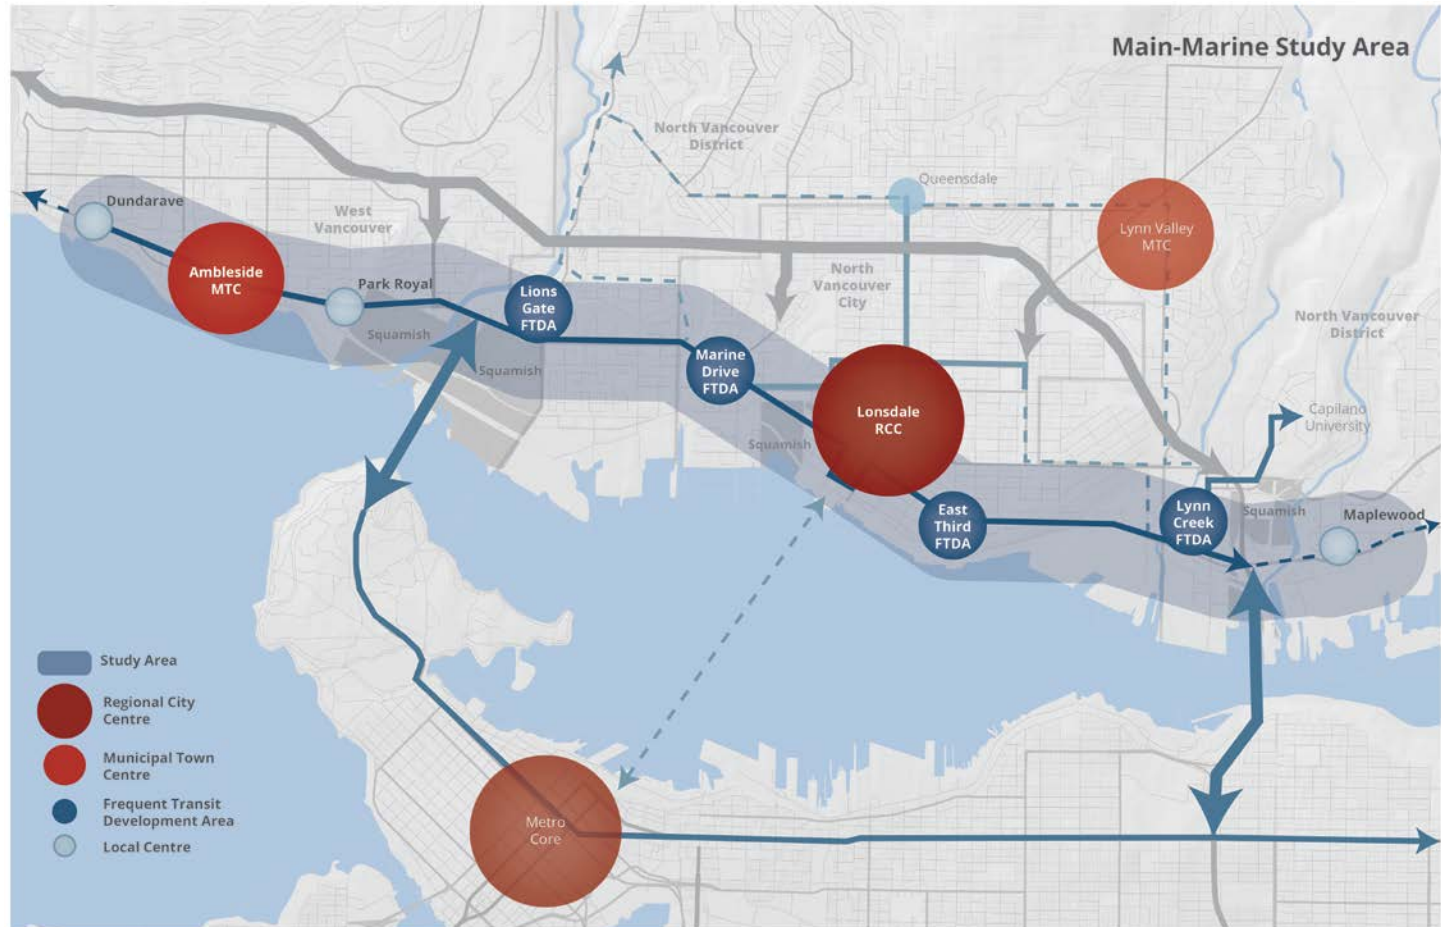 Main-Marine Study Area
North Vancouver
District
Queensdale
Dundarave
West
Vancouver
Lynn Valley
MTC
Ambleside
MTC
Park Royal
Lions
Gate
FTDA
North
Vancouver
City
North Vancouver
District
Squamish
Squamish
Marine
Drive
FTDA
Lonsdale
RCC
Squamish
Capilano
University
East
Third
FTDA
Lynn
Creek
FTDA
Squamish
Maplewood
Study Area
Regional City
Centre
Municipal Town
Centre
Frequent Transit
Development Area
Local Centre
Metro
Core